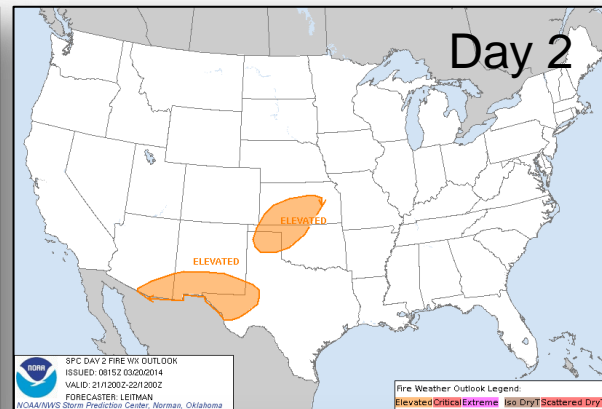 Day 2
ELEVATED
ELEVATED
NOAA
SPC DAY 2 FIRE WX OUTLOOK
ISSUED: 0815Z 03/20/2014
VALID: 21/1200Z-22/1200Z
FORECASTER: LEITMAN
NOAA/NWS Storm Prediction Center, Norman, Oklahoma
Fire Weather Outlook Legend:
Elevated Critical Extreme Iso DryT Scattered DryT